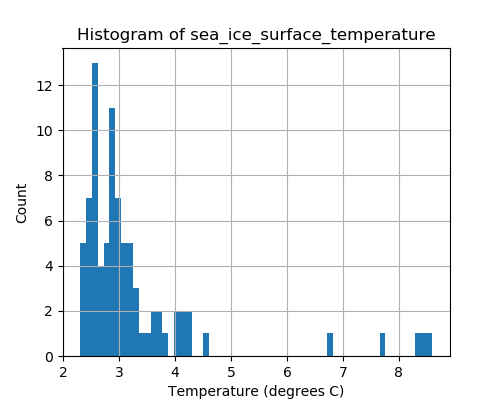 Histogram of sea_ice_surface_temperature
Count
12
10
8
6
4
2
0
2 3 4 5 6 7 8
Temperature (degrees C)